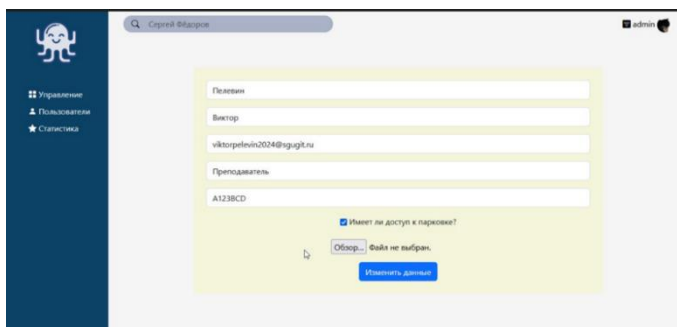 Сергей Фёдоров
admin
Управление
Пользователи
Статистика
Пелевин
Виктор
viktorpelevin2024@sgugit.ru
Преподаватель
A123BCD
Имеет ли доступ к парковке?
Обзор... Файл не выбран.
Изменить данные